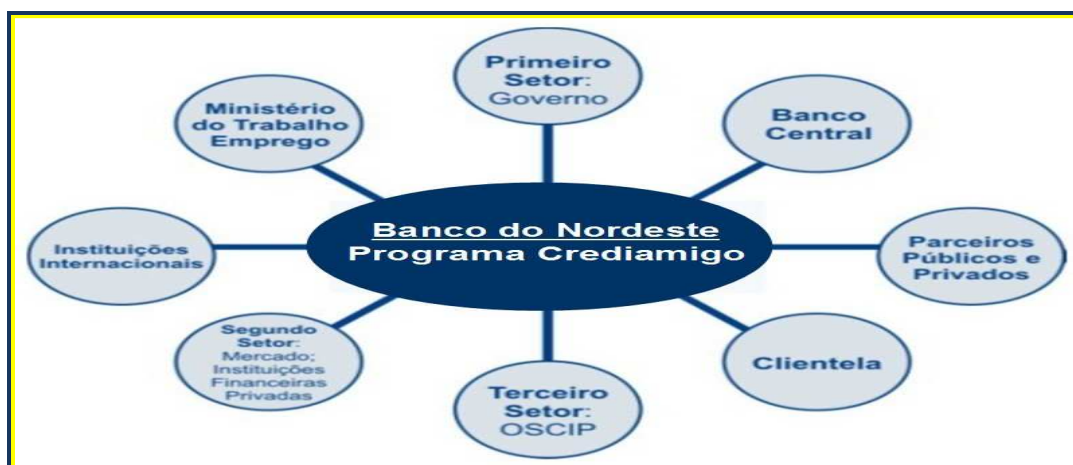 Primeiro
Setor:
Governo
Ministério
do Trabalho
Emprego
Banco
Central
Banco do Nordeste
Programa Crediamigo
Instituições
Internacionais
Parceiros
Públicos e
Privados
Segundo
Setor:
Mercado;
Instituições
Financeiras
Privadas
Clientela
Terceiro
Setor:
OSCIP